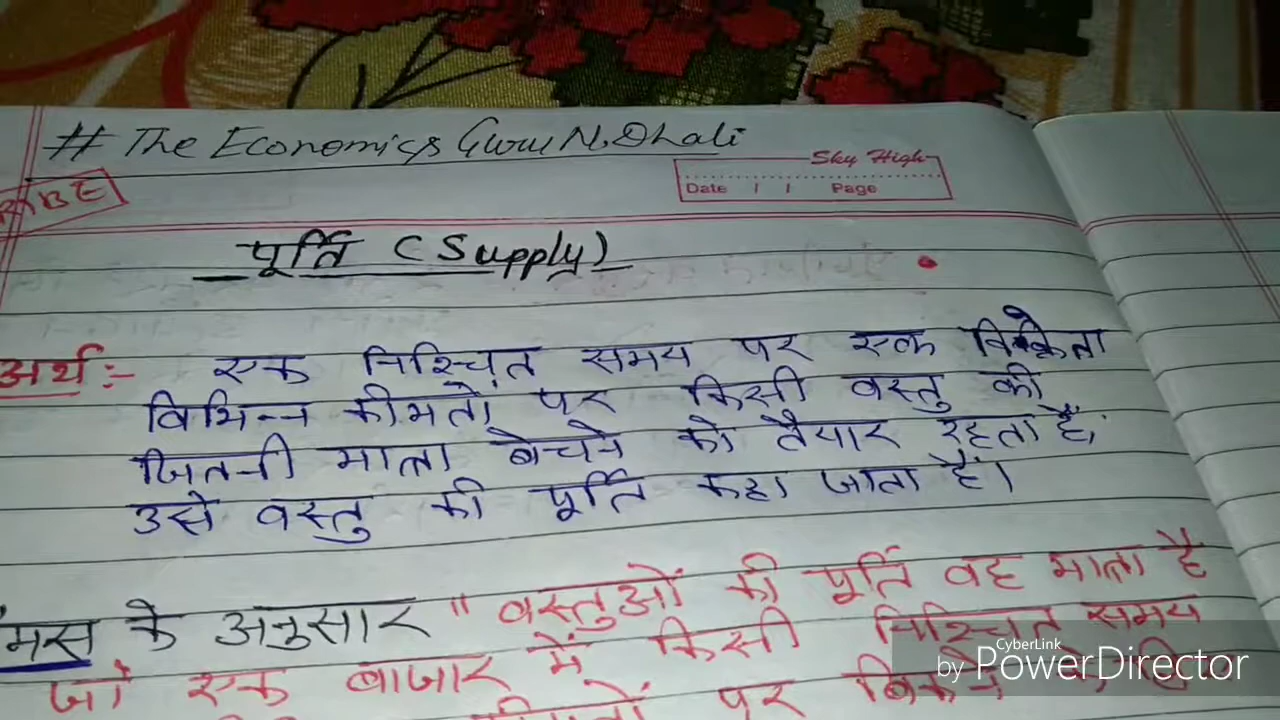 # The Economics Guru N. Dhali
Sky High
Date / / Page
पूर्ति (Supply)
अर्थ:- एक निश्चित समय पर एक विक्रेता
विभिन्न कीमतों पर किसी वस्तु की
जितनी मात्रा बेचने को तैयार रहता है,
उसे वस्तु की पूर्ति कहा जाता है।
के अनुसार " वस्तुओं की पूर्ति वह मात्रा है
जो एक बाजार में किसी निश्चित समय
पर
CyberLink
by PowerDirector